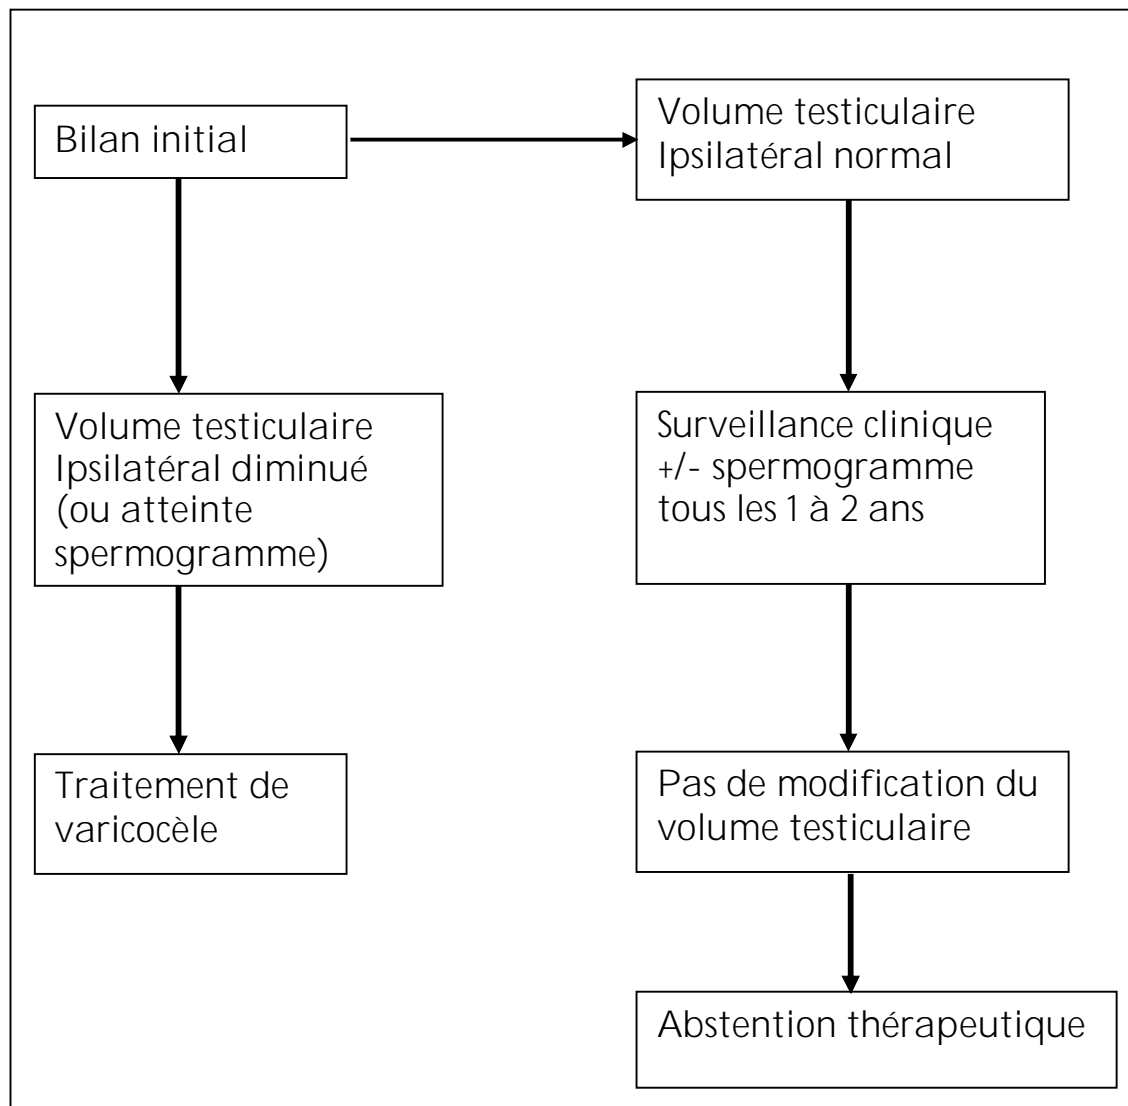 Bilan initial
Volume testiculaire
Ipsilatéral normal
Volume testiculaire
Ipsilatéral diminué
(ou atteinte
spermogramme)
Surveillance clinique
+/- spermogramme
tous les 1 à 2 ans
Traitement de
varicocèle
Pas de modification du
volume testiculaire
Abstention thérapeutique